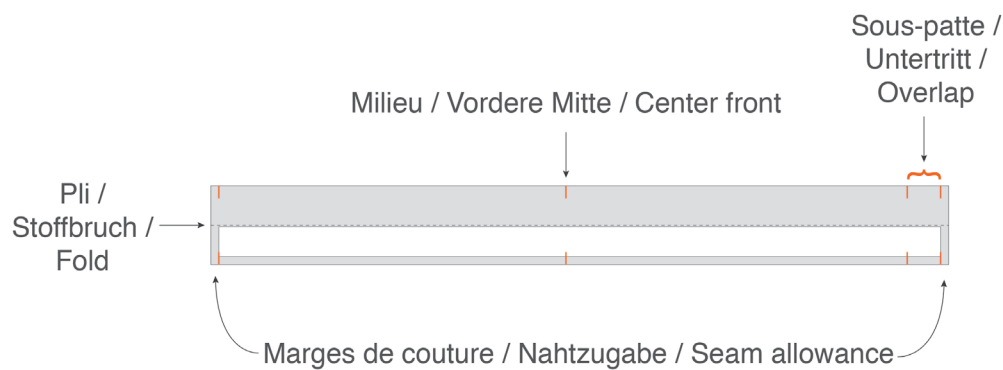 Sous-patte /
Untertritt /
Overlap
Milieu / Vordere Mitte / Center front
Pli /
Stoffbruch /
Fold
Marges de couture / Nahtzugabe / Seam allowance